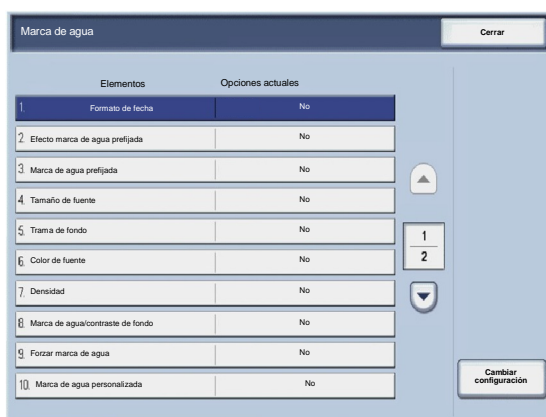 Marca de agua
Cerrar
Elementos Opciones actuales
1. Formato de fecha No
2. Efecto marca de agua prefijada No
3. Marca de agua prefijada No
4. Tamaño de fuente No
5. Trama de fondo No
6. Color de fuente No
7. Densidad No
8. Marca de agua/contraste de fondo No
9. Forzar marca de agua No
10. Marca de agua personalizada No
1
2
Cambiar
configuración